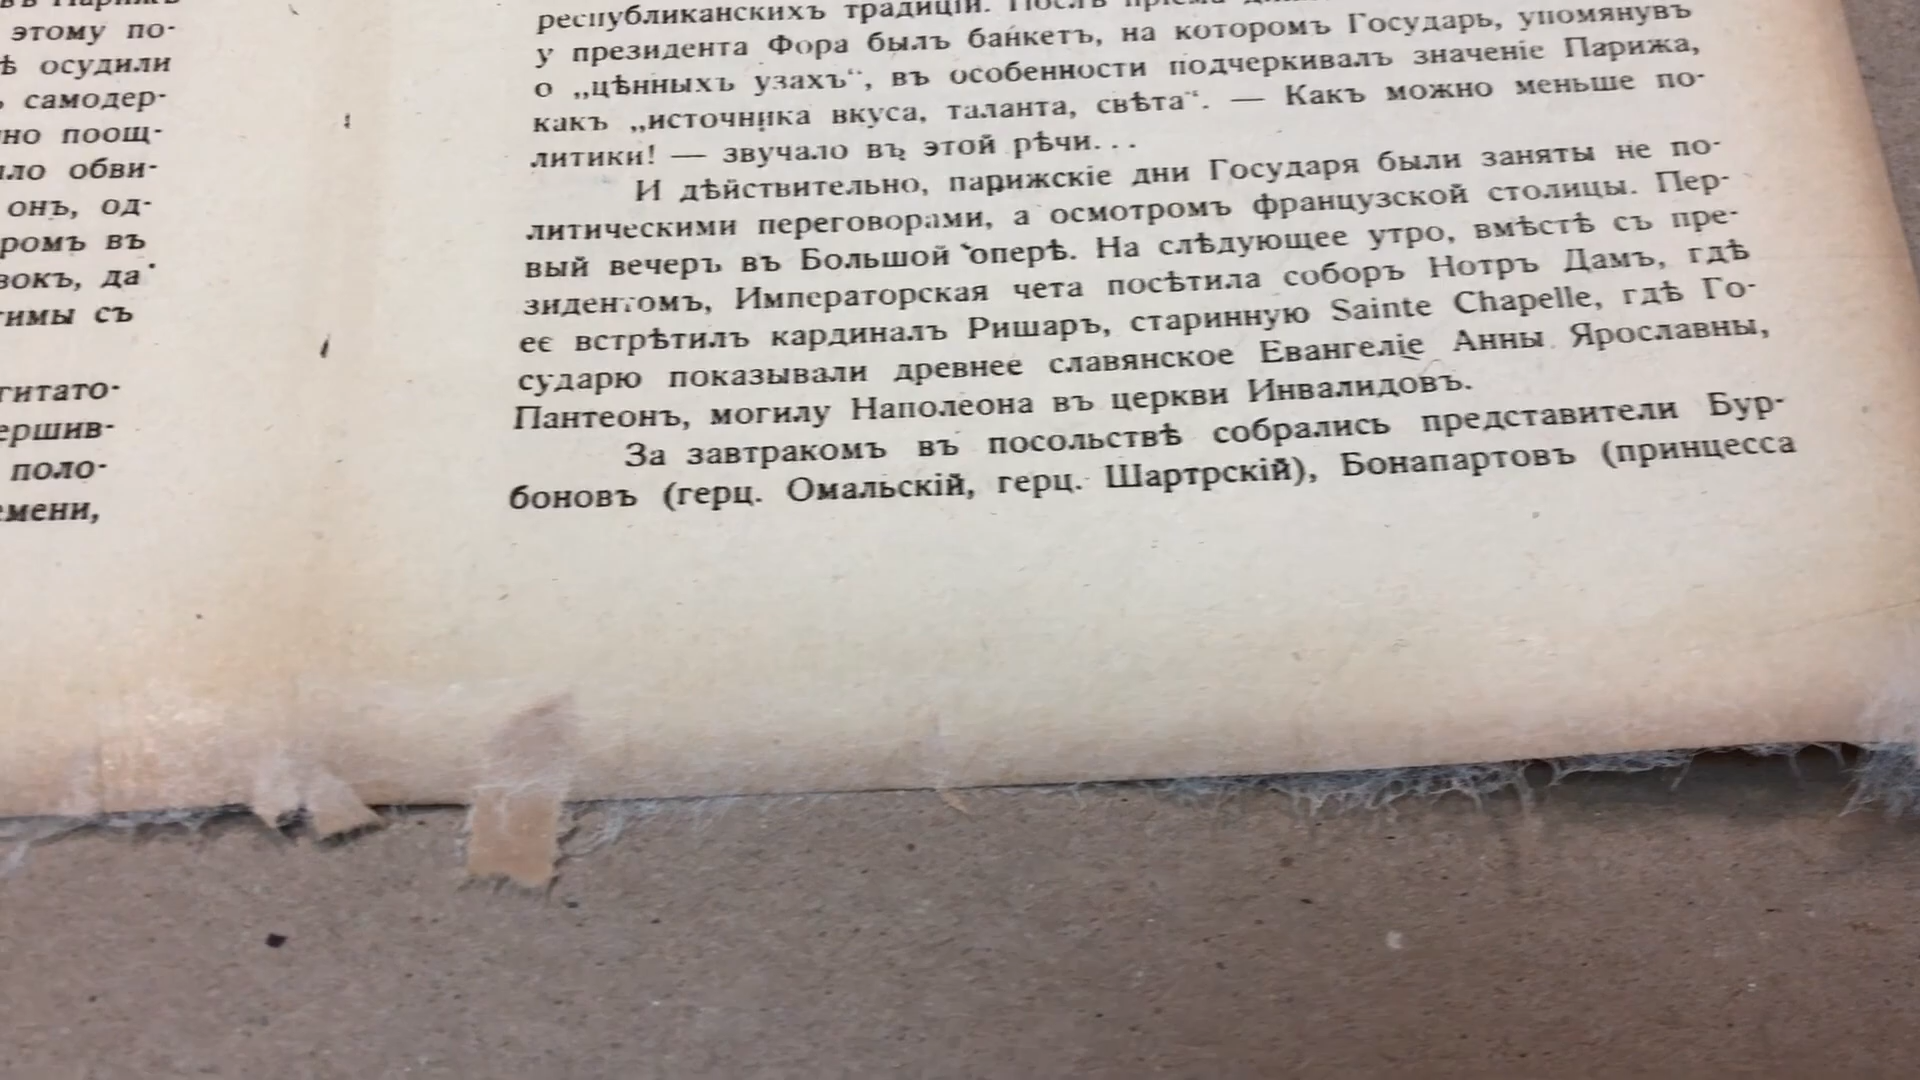 этому по-
ѣ осудили
самодер-
но поощ-
ло обви-
онъ, од-
ромъ въ
вокъ, да
тимы съ
гитато-
ершив-
поло-
мени,
республиканскихъ традицій. Послѣ пріема
у президента Фора былъ банкетъ, на которомъ Государь, упомянувъ
о „цѣнныхъ узахъ“, въ особенности подчеркивалъ значеніе Парижа,
какъ „источника вкуса, таланта, свѣта“. — Какъ можно меньше по-
литики! — звучало въ этой рѣчи...
И дѣйствительно, парижскіе дни Государя были заняты не по-
литическими переговорами, а осмотромъ французской столицы. Пер-
вый вечеръ въ Большой оперѣ. На слѣдующее утро, вмѣстѣ съ пре-
зидентомъ, Императорская чета посѣтила соборъ Нотръ Дамъ, гдѣ
ее встрѣтилъ кардиналъ Ришаръ, старинную Sainte Chapelle, гдѣ Го-
сударю показывали древнее славянское Евангеліе Анны Ярославны,
Пантеонъ, могилу Наполеона въ церкви Инвалидовъ.
За завтракомъ въ посольствѣ собрались представители Бур-
боновъ (герц. Омальскій, герц. Шартрскій), Бонапартовъ (принцесса